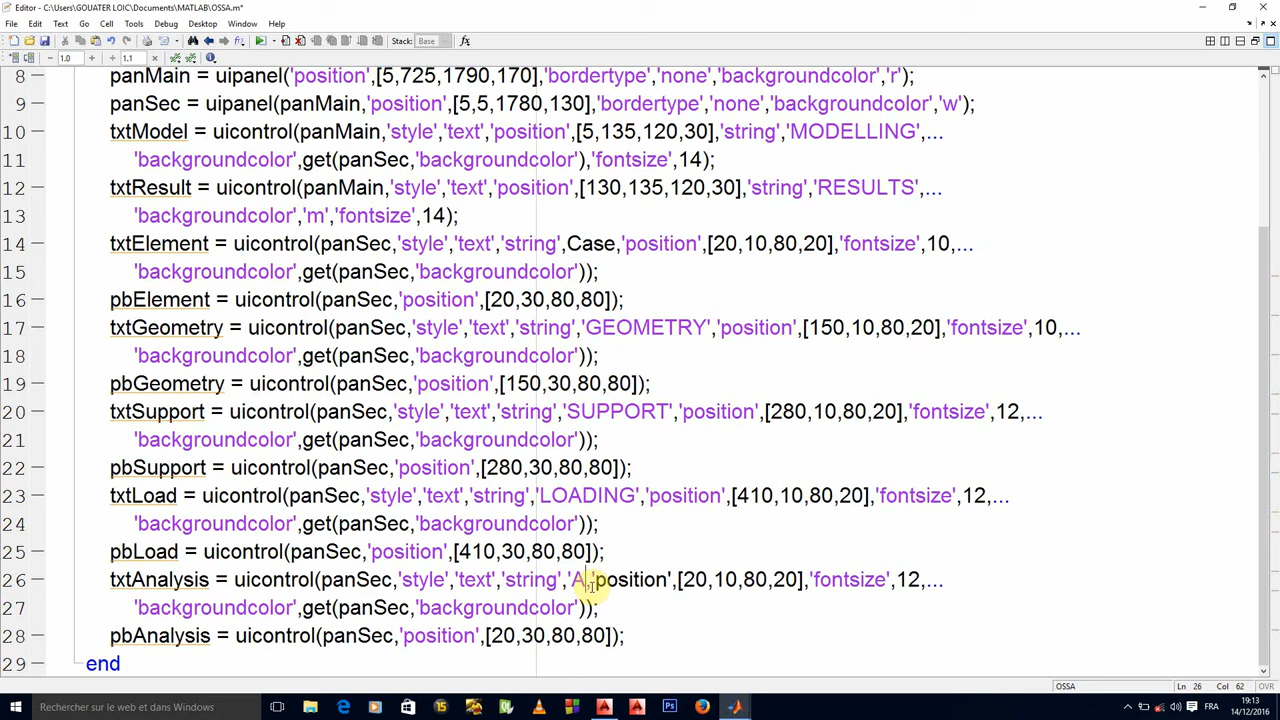 Editor - C:\Users\GOUATER LOIC\Documents\MATLAB\OSSA.m*
File Edit Text Go Cell Tools Debug Desktop Window Help
Stack: Base fx
1.0 + ÷ 1.1 ×
8 panMain = uipanel('position',[5,725,1790,170],'bordertype','none','backgroundcolor','r');
9 panSec = uipanel(panMain,'position',[5,5,1780,130],'bordertype','none','backgroundcolor','w');
10 txtModel = uicontrol(panMain,'style','text','position',[5,135,120,30],'string','MODELLING',...
11 'backgroundcolor',get(panSec,'backgroundcolor'),'fontsize',14);
12 txtResult = uicontrol(panMain,'style','text','position',[130,135,120,30],'string','RESULTS',...
13 'backgroundcolor','m','fontsize',14);
14 txtElement = uicontrol(panSec,'style','text','string',Case,'position',[20,10,80,20],'fontsize',10,...
15 'backgroundcolor',get(panSec,'backgroundcolor'));
16 pbElement = uicontrol(panSec,'position',[20,30,80,80]);
17 txtGeometry = uicontrol(panSec,'style','text','string','GEOMETRY','position',[150,10,80,20],'fontsize',10,...
18 'backgroundcolor',get(panSec,'backgroundcolor'));
19 pbGeometry = uicontrol(panSec,'position',[150,30,80,80]);
20 txtSupport = uicontrol(panSec,'style','text','string','SUPPORT','position',[280,10,80,20],'fontsize',12,...
21 'backgroundcolor',get(panSec,'backgroundcolor'));
22 pbSupport = uicontrol(panSec,'position',[280,30,80,80]);
23 txtLoad = uicontrol(panSec,'style','text','string','LOADING','position',[410,10,80,20],'fontsize',12,...
24 'backgroundcolor',get(panSec,'backgroundcolor'));
25 pbLoad = uicontrol(panSec,'position',[410,30,80,80]);
26 txtAnalysis = uicontrol(panSec,'style','text','string','A,'position',[20,10,80,20],'fontsize',12,...
27 'backgroundcolor',get(panSec,'backgroundcolor'));
28 pbAnalysis = uicontrol(panSec,'position',[20,30,80,80]);
29 end
OSSA Ln 26 Col 62 OVR
Rechercher sur le web et dans Windows
FRA
19:13
14/12/2016